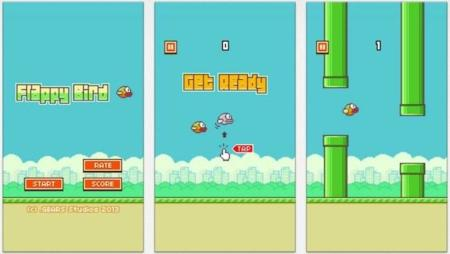 Flappy Bird
RATE
START
SCORE
(c) .GEARS Studios 2013
0
Get Ready
TAP
1